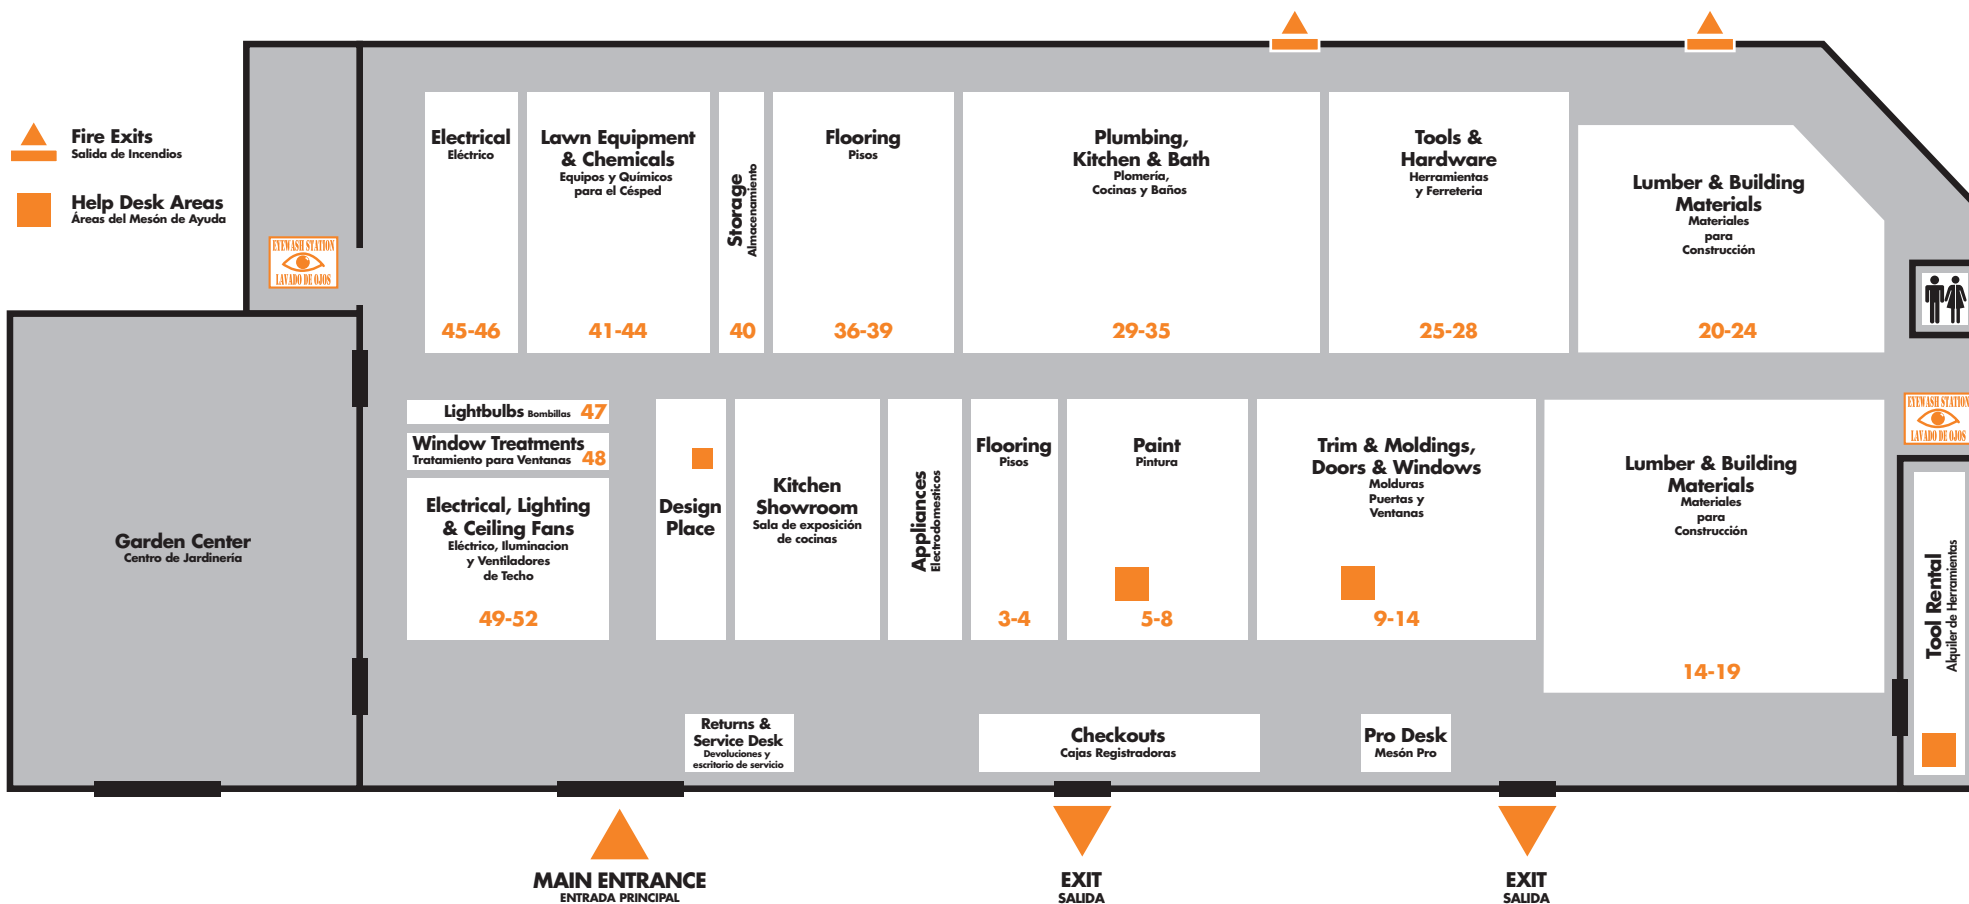 Fire Exits
Salida de Incendios
Help Desk Areas
Áreas del Mesón de Ayuda
EYEWASH STATION
LAVADO DE OJOS
Electrical
Eléctrico
45-46
Lawn Equipment
& Chemicals
Equipos y Químicos
para el Césped
41-44
Storage
Almacenamiento
40
Flooring
Pisos
36-39
Plumbing,
Kitchen & Bath
Plomería,
Cocinas y Baños
29-35
Tools &
Hardware
Herramientas
y Ferreteria
25-28
Lumber & Building
Materials
Materiales
para
Construcción
20-24
EYEWASH STATION
LAVADO DE OJOS
Garden Center
Centro de Jardinería
Lightbulbs Bombillas 47
Window Treatments
Tratamiento para Ventanas 48
Electrical, Lighting
& Ceiling Fans
Eléctrico, Iluminacion
y Ventiladores
de Techo
49-52
Design
Place
Kitchen
Showroom
Sala de exposición
de cocinas
Appliances
Electrodomesticos
Flooring
Pisos
3-4
Paint
Pintura
5-8
Trim & Moldings,
Doors & Windows
Molduras
Puertas y
Ventanas
9-14
Lumber & Building
Materials
Materiales
para
Construcción
14-19
Tool Rental
Alquiler de Herramientas
Returns &
Service Desk
Devoluciones y
escritorio de servicio
Checkouts
Cajas Registradoras
Pro Desk
Mesón Pro
MAIN ENTRANCE
ENTRADA PRINCIPAL
EXIT
SALIDA
EXIT
SALIDA